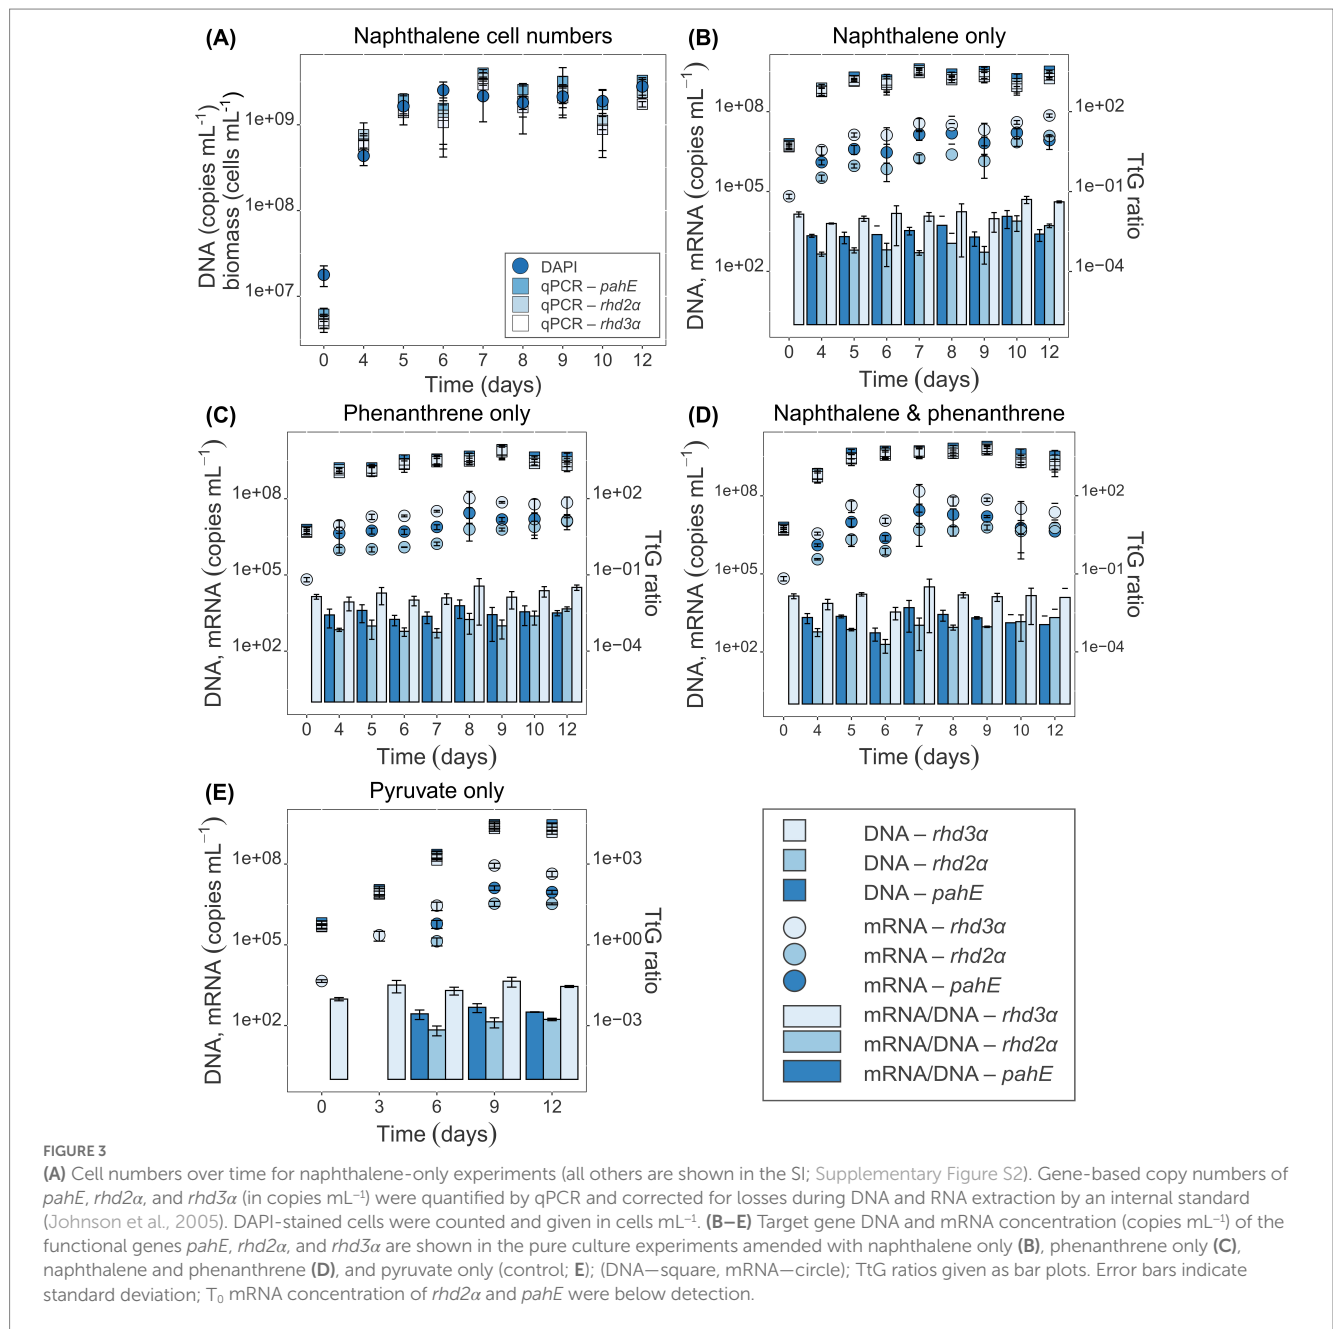 (A) Naphthalene cell numbers
DNA (copies mL⁻¹)
biomass (cells mL⁻¹)
1e+09
1e+08
1e+07
DAPI
qPCR – pahE
qPCR – rhd2α
qPCR – rhd3α
0 4 5 6 7 8 9 10 12
Time (days)
(B) Naphthalene only
DNA, mRNA (copies mL⁻¹)
1e+08
1e+05
1e+02
1e+02
1e−01
1e−04
TtG ratio
0 4 5 6 7 8 9 10 12
Time (days)
(C) Phenanthrene only
DNA, mRNA (copies mL⁻¹)
1e+08
1e+05
1e+02
1e+02
1e−01
1e−04
TtG ratio
0 4 5 6 7 8 9 10 12
Time (days)
(D) Naphthalene & phenanthrene
DNA, mRNA (copies mL⁻¹)
1e+08
1e+05
1e+02
1e+02
1e−01
1e−04
TtG ratio
0 4 5 6 7 8 9 10 12
Time (days)
(E) Pyruvate only
DNA, mRNA (copies mL⁻¹)
1e+08
1e+05
1e+02
1e+03
1e+00
1e−03
TtG ratio
0 3 6 9 12
Time (days)
DNA – rhd3α
DNA – rhd2α
DNA – pahE
mRNA – rhd3α
mRNA – rhd2α
mRNA – pahE
mRNA/DNA – rhd3α
mRNA/DNA – rhd2α
mRNA/DNA – pahE
FIGURE 3
(A) Cell numbers over time for naphthalene-only experiments (all others are shown in the SI; Supplementary Figure S2). Gene-based copy numbers of
pahE, rhd2α, and rhd3α (in copies mL⁻¹) were quantified by qPCR and corrected for losses during DNA and RNA extraction by an internal standard
(Johnson et al., 2005). DAPI-stained cells were counted and given in cells mL⁻¹. (B–E) Target gene DNA and mRNA concentration (copies mL⁻¹) of the
functional genes pahE, rhd2α, and rhd3α are shown in the pure culture experiments amended with naphthalene only (B), phenanthrene only (C),
naphthalene and phenanthrene (D), and pyruvate only (control; E); (DNA—square, mRNA—circle); TtG ratios given as bar plots. Error bars indicate
standard deviation; T₀ mRNA concentration of rhd2α and pahE were below detection.